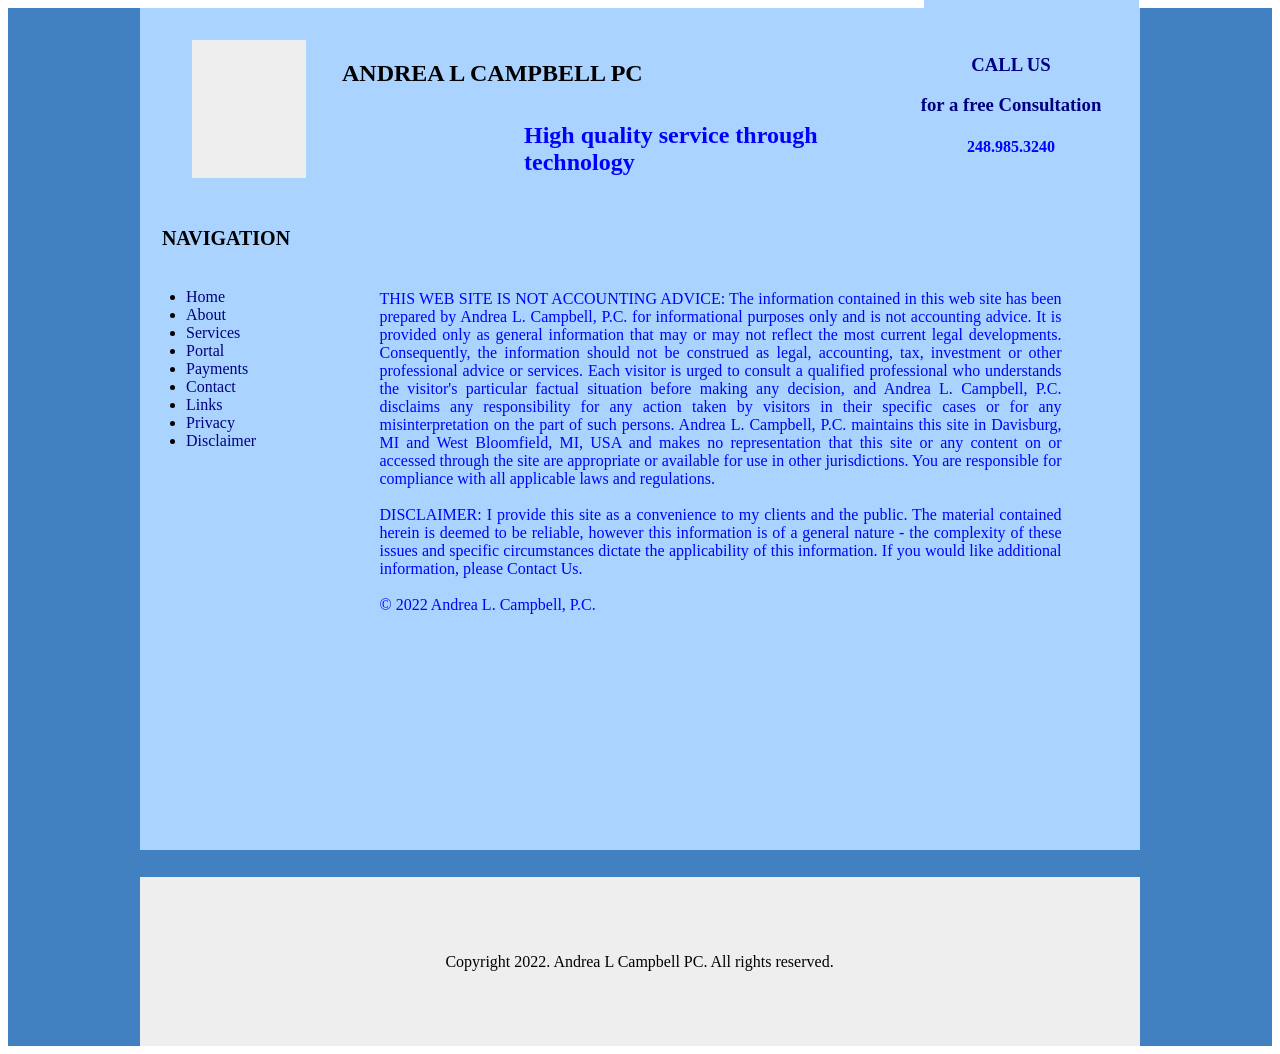 ANDREA L CAMPBELL PC
High quality service through
technology
CALL US
for a free Consultation
248.985.3240
NAVIGATION
Home
About
Services
Portal
Payments
Contact
Links
Privacy
Disclaimer
THIS WEB SITE IS NOT ACCOUNTING ADVICE: The information contained in this web site has been
prepared by Andrea L. Campbell, P.C. for informational purposes only and is not accounting advice. It is
provided only as general information that may or may not reflect the most current legal developments.
Consequently, the information should not be construed as legal, accounting, tax, investment or other
professional advice or services. Each visitor is urged to consult a qualified professional who understands
the visitor's particular factual situation before making any decision, and Andrea L. Campbell, P.C.
disclaims any responsibility for any action taken by visitors in their specific cases or for any
misinterpretation on the part of such persons. Andrea L. Campbell, P.C. maintains this site in Davisburg,
MI and West Bloomfield, MI, USA and makes no representation that this site or any content on or
accessed through the site are appropriate or available for use in other jurisdictions. You are responsible for
compliance with all applicable laws and regulations.
DISCLAIMER: I provide this site as a convenience to my clients and the public. The material contained
herein is deemed to be reliable, however this information is of a general nature - the complexity of these
issues and specific circumstances dictate the applicability of this information. If you would like additional
information, please Contact Us.
© 2022 Andrea L. Campbell, P.C.
Copyright 2022. Andrea L Campbell PC. All rights reserved.